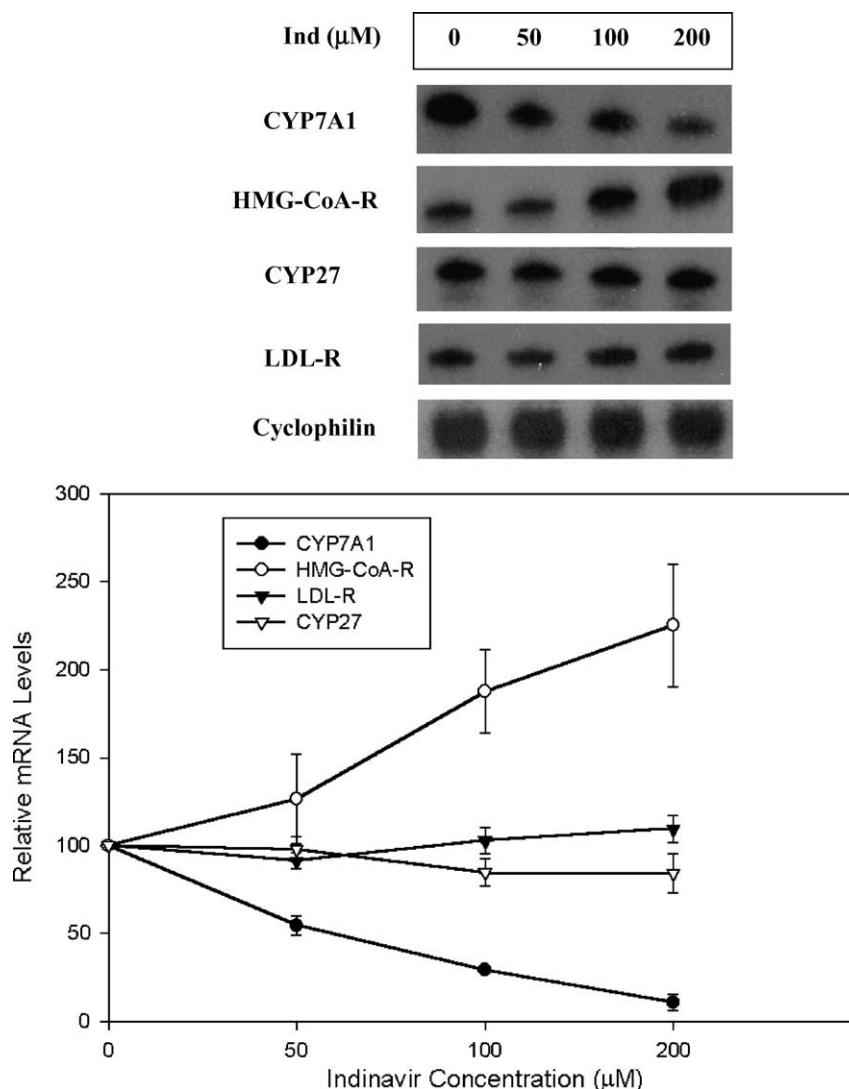 Ind (μM) 0 50 100 200
CYP7A1
HMG-CoA-R
CYP27
LDL-R
Cyclophilin
300
250
200
150
100
50
0
Relative mRNA Levels
CYP7A1
HMG-CoA-R
LDL-R
CYP27
0 50 100 200
Indinavir Concentration (μM)